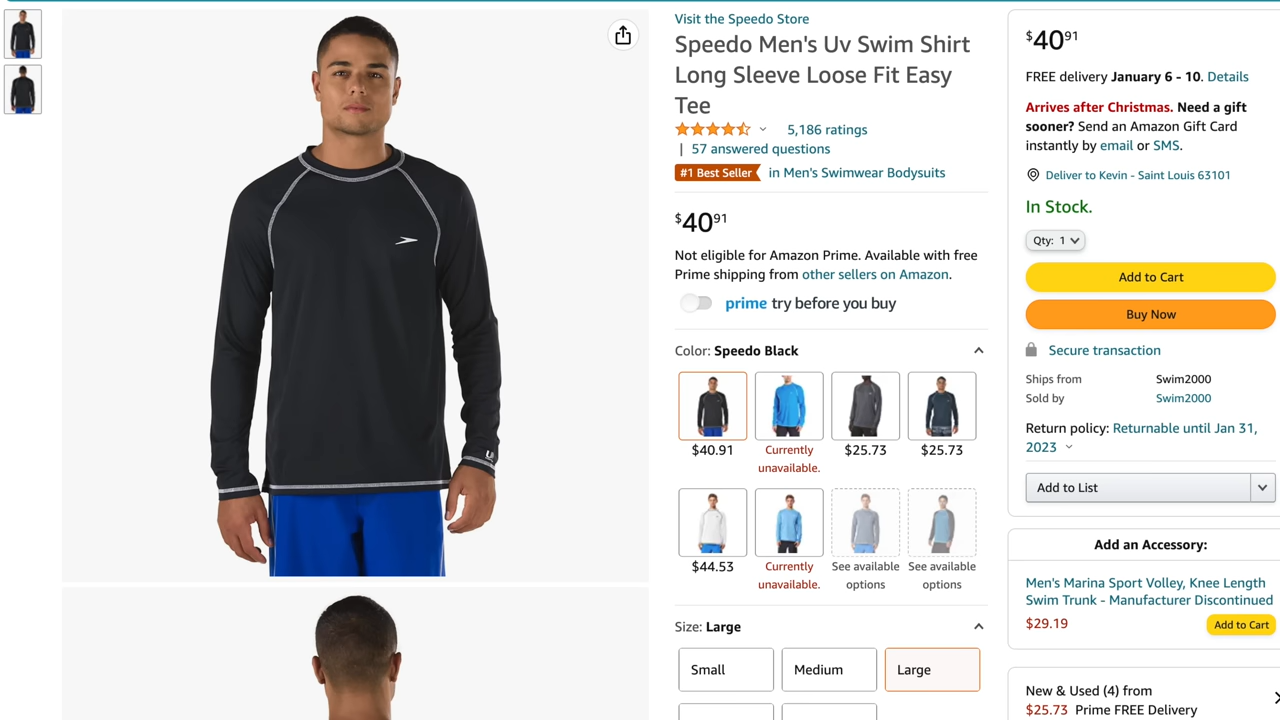 Visit the Speedo Store
Speedo Men's Uv Swim Shirt
Long Sleeve Loose Fit Easy
Tee
5,186 ratings
| 57 answered questions
#1 Best Seller in Men's Swimwear Bodysuits
$40.91
Not eligible for Amazon Prime. Available with free
Prime shipping from other sellers on Amazon.
prime try before you buy
Color: Speedo Black
$40.91
Currently
unavailable.
$25.73
$25.73
$44.53
Currently
unavailable.
See available
options
See available
options
Size: Large
Small
Medium
Large
$40.91
FREE delivery January 6 - 10. Details
Arrives after Christmas. Need a gift
sooner? Send an Amazon Gift Card
instantly by email or SMS.
Deliver to Kevin - Saint Louis 63101
In Stock.
Qty: 1
Add to Cart
Buy Now
Secure transaction
Ships from Swim2000
Sold by Swim2000
Return policy: Returnable until Jan 31,
2023
Add to List
Add an Accessory:
Men's Marina Sport Volley, Knee Length
Swim Trunk - Manufacturer Discontinued
$29.19 Add to Cart
New & Used (4) from
$25.73 Prime FREE Delivery